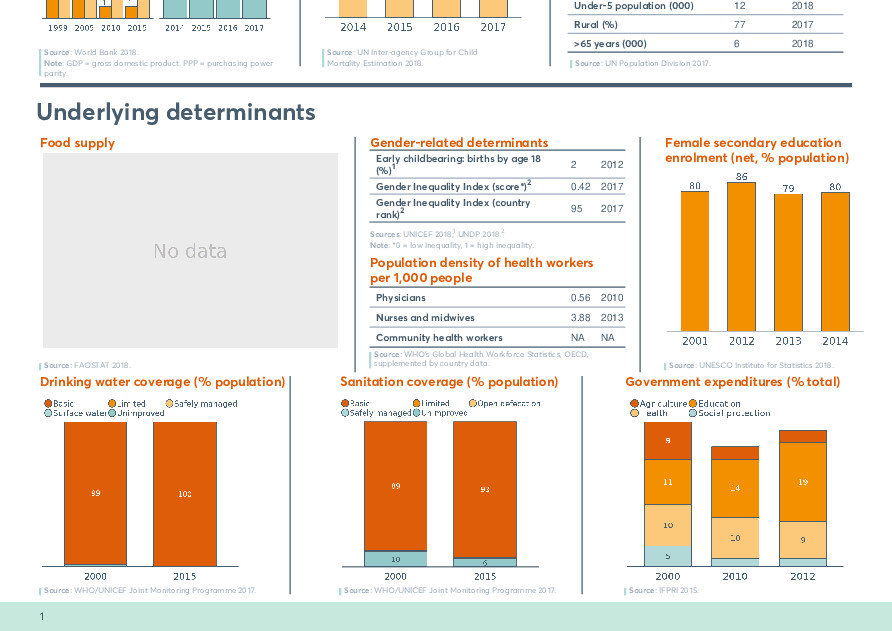 1
1
1999 2005 2010 2015
2014 2015 2016 2017
Source: World Bank 2018.
Note: GDP = gross domestic product. PPP = purchasing power
parity.
2014 2015 2016 2017
Source: UN Inter-agency Group for Child
Mortality Estimation 2018.
Under-5 population (000) 12 2018
Rural (%) 77 2017
>65 years (000) 6 2018
Source: UN Population Division 2017.
Underlying determinants
Food supply
No data
Source: FAOSTAT 2018.
Gender-related determinants
Early childbearing: births by age 18
(%)1 2 2012
Gender Inequality Index (score*)2 0.42 2017
Gender Inequality Index (country
rank)2 95 2017
Sources: UNICEF 2018,1 UNDP 2018.2
Note: *0 = low inequality, 1 = high inequality.
Population density of health workers
per 1,000 people
Physicians 0.56 2010
Nurses and midwives 3.88 2013
Community health workers NA NA
Source: WHO's Global Health Workforce Statistics, OECD,
supplemented by country data.
Female secondary education
enrolment (net, % population)
80 86 79 80
2001 2012 2013 2014
Source: UNESCO Institute for Statistics 2018.
Drinking water coverage (% population)
Basic Limited Safely managed
Surface water Unimproved
99 100
2000 2015
Source: WHO/UNICEF Joint Monitoring Programme 2017.
Sanitation coverage (% population)
Basic Limited Open defecation
Safely managed Unimproved
89 93
10 6
2000 2015
Source: WHO/UNICEF Joint Monitoring Programme 2017.
Government expenditures (% total)
Agriculture Education
Health Social protection
9
11 14 19
10 10 9
5
2000 2010 2012
Source: IFPRI 2015.
1